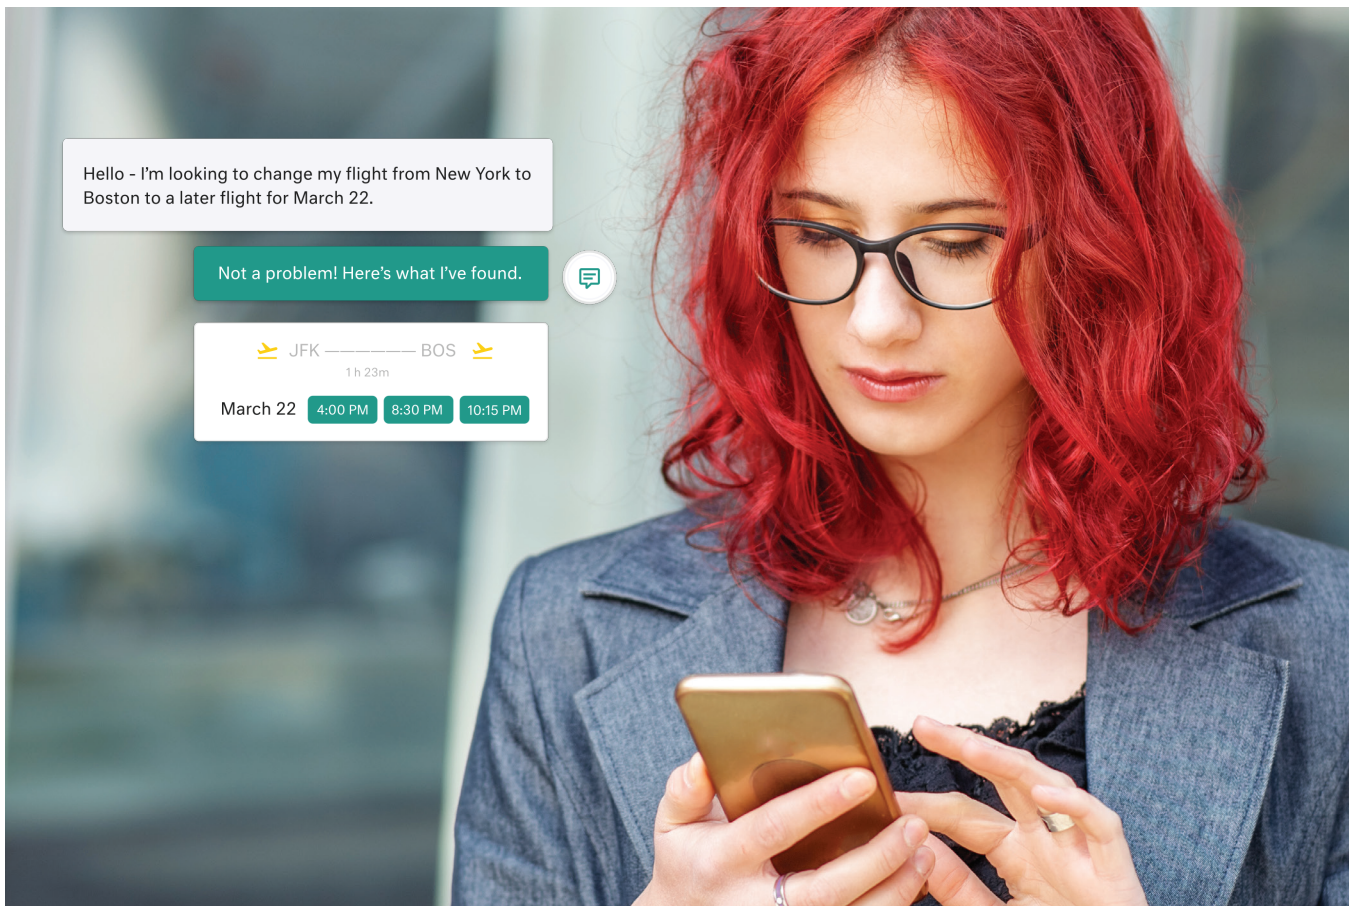 Hello - I’m looking to change my flight from New York to
Boston to a later flight for March 22.
Not a problem! Here’s what I’ve found.
JFK —————— BOS
1 h 23m
March 22 4:00 PM 8:30 PM 10:15 PM